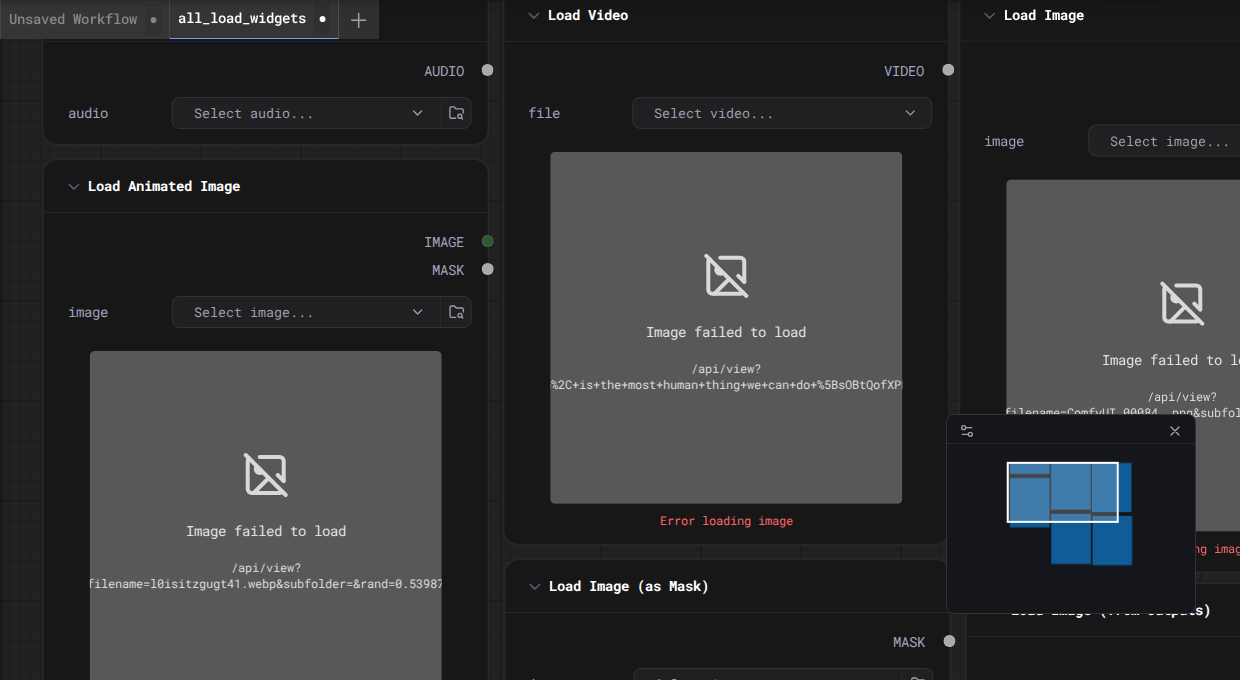 Unsaved Workflow
all_load_widgets
AUDIO
audio
Select audio...
Load Animated Image
IMAGE
MASK
image
Select image...
Image failed to load
/api/view?
filename=l0isitzgugt41.webp&subfolder=&rand=0.53987
Load Video
VIDEO
file
Select video...
Image failed to load
/api/view?
%2C+is+the+most+human+thing+we+can+do+%5BsOBtQofXP
Error loading image
Load Image (as Mask)
MASK
Load Image
image
Select image...
Image failed to l
/api/view?
filename=ComfyUI_00084_.png&subfol
ng imag